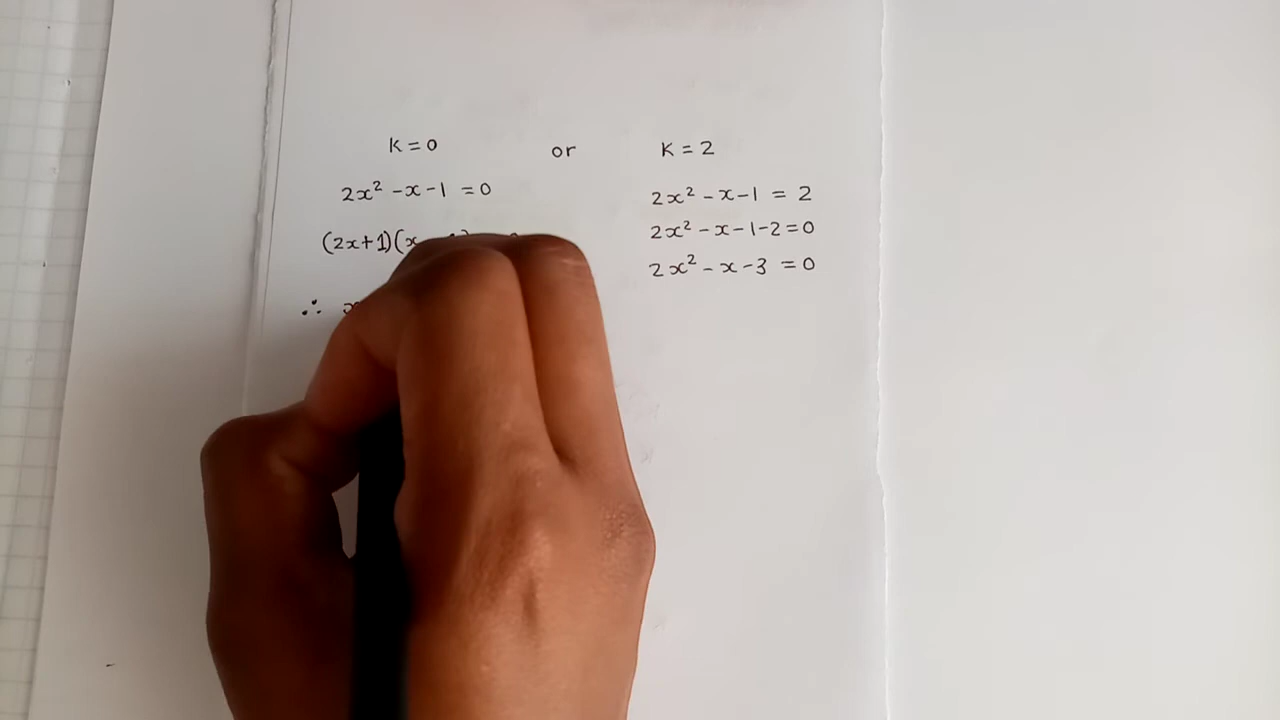 K = 0 or K = 2
2x² - x - 1 = 0 2x² - x - 1 = 2
(2x+1)(x 2x² - x - 1 - 2 = 0
2x² - x - 3 = 0
∴ x